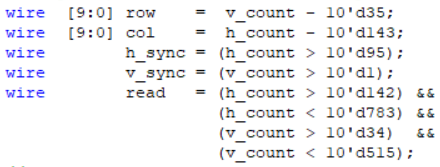 wire [9:0] row = v_count - 10'd35;
wire [9:0] col = h_count - 10'd143;
wire h_sync = (h_count > 10'd95);
wire v_sync = (v_count > 10'd1);
wire read = (h_count > 10'd142) &&
(h_count < 10'd783) &&
(v_count > 10'd34) &&
(v_count < 10'd515);